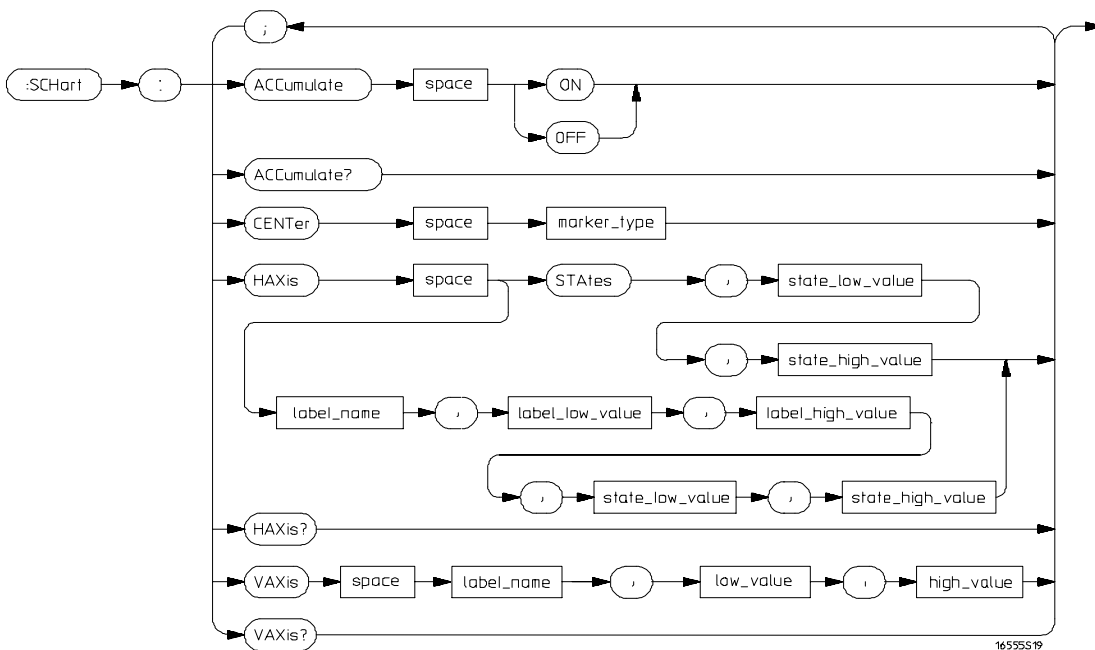 ;
:SCHart : ACCumulate space ON
OFF
ACCumulate?
CENTer space marker_type
HAXis space STAtes , state_low_value
, state_high_value
label_name , label_low_value , label_high_value
, state_low_value , state_high_value
HAXis?
VAXis space label_name , low_value , high_value
VAXis?
16555S19